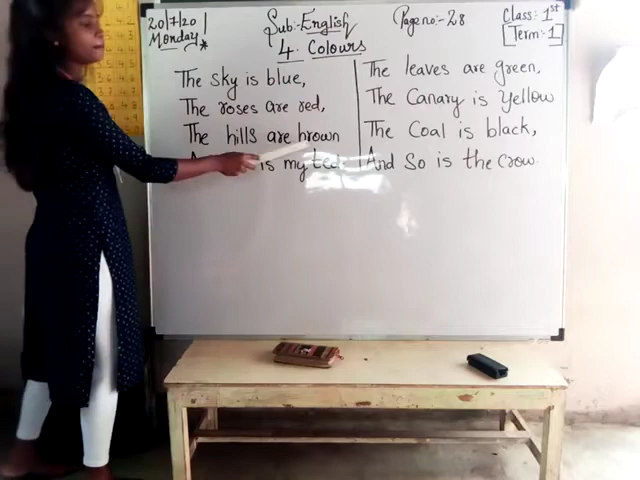 20/7/20
Monday
Sub:- English
Page no:- 28
Class: 1st
Term: 1
4. Colours
The sky is blue,
The roses are red,
The hills are brown
is my
The leaves are green,
The Canary is Yellow
The Coal is black,
And So is the crow.